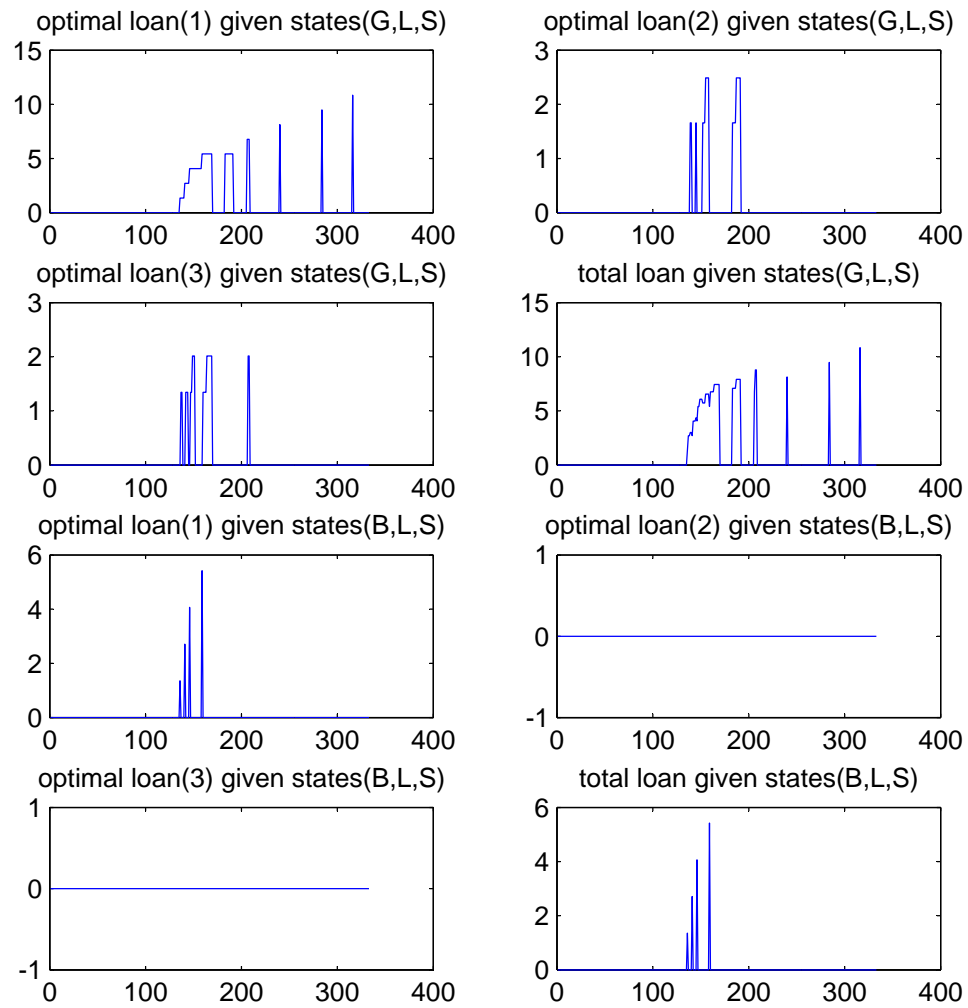 optimal loan(1) given states(G,L,S)
15
10
5
0
0 100 200 300 400
optimal loan(2) given states(G,L,S)
3
2
1
0
0 100 200 300 400
optimal loan(3) given states(G,L,S)
3
2
1
0
0 100 200 300 400
total loan given states(G,L,S)
15
10
5
0
0 100 200 300 400
optimal loan(1) given states(B,L,S)
6
4
2
0
0 100 200 300 400
optimal loan(2) given states(B,L,S)
1
0
-1
0 100 200 300 400
optimal loan(3) given states(B,L,S)
1
0
-1
0 100 200 300 400
total loan given states(B,L,S)
6
4
2
0
0 100 200 300 400